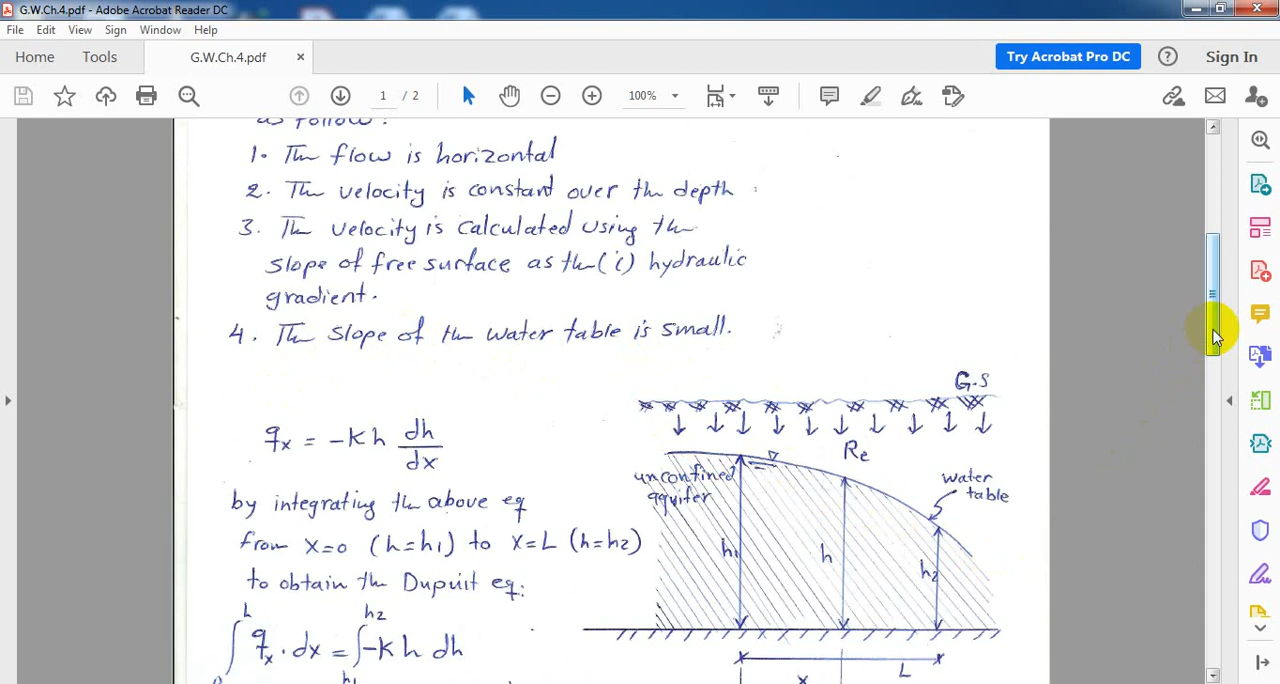 G.W.Ch.4.pdf - Adobe Acrobat Reader DC
File Edit View Sign Window Help
Home Tools G.W.Ch.4.pdf × Try Acrobat Pro DC Sign In
1 / 2 100%
as follow:
1. The flow is horizontal
2. The velocity is constant over the depth
3. The velocity is calculated using the
slope of free surface as the (i) hydraulic
gradient.
4. The slope of the water table is small.
G.S
Re
qx = -K h dh/dx
unconfined
aquifer
water
table
h1
h
h2
by integrating the above eq
from x=0 (h=h1) to x=L (h=h2)
to obtain the Dupuit eq:
∫0L qx . dx = ∫h1h2 -K h dh
x
L